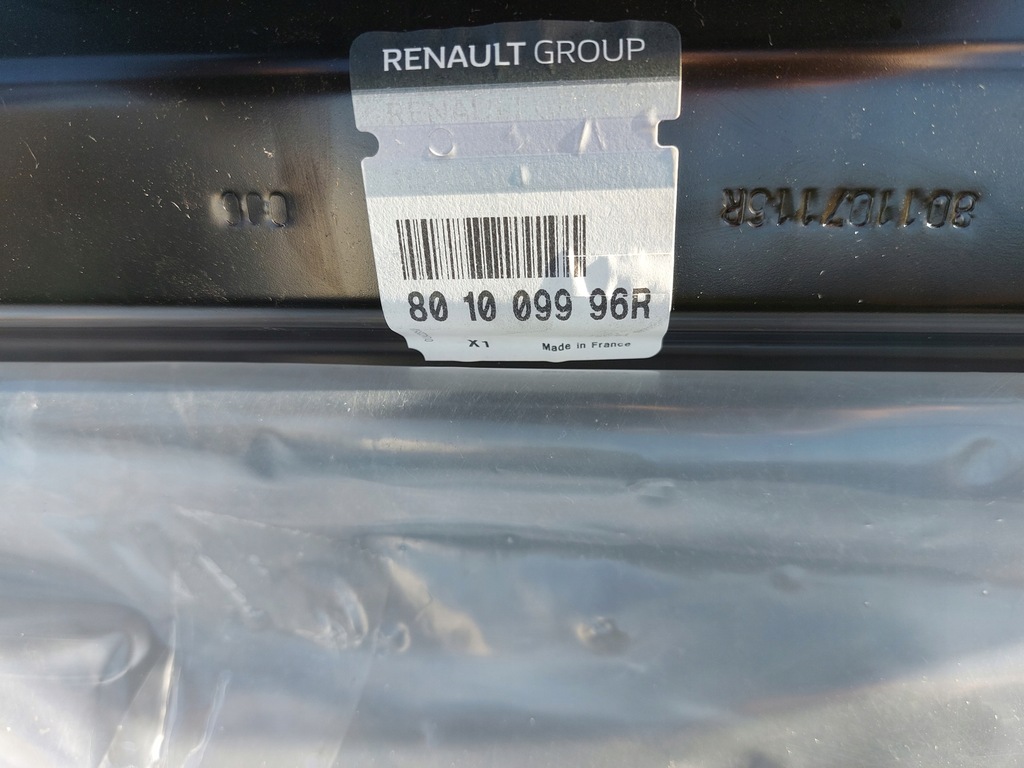 RENAULT GROUP
80 10 099 96R
X1
Made in France